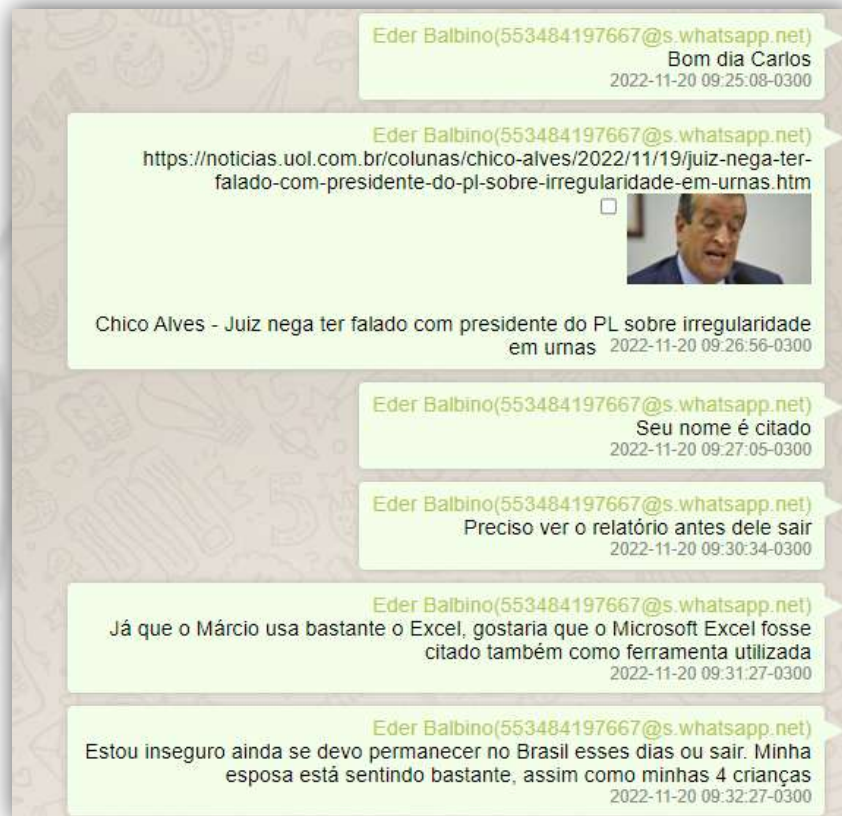 Eder Balbino(553484197667@s.whatsapp.net)
Bom dia Carlos
2022-11-20 09:25:08-0300
Eder Balbino(553484197667@s.whatsapp.net)
https://noticias.uol.com.br/colunas/chico-alves/2022/11/19/juiz-nega-ter-
falado-com-presidente-do-pl-sobre-irregularidade-em-urnas.htm
Chico Alves - Juiz nega ter falado com presidente do PL sobre irregularidade
em urnas 2022-11-20 09:26:56-0300
Eder Balbino(553484197667@s.whatsapp.net)
Seu nome é citado
2022-11-20 09:27:05-0300
Eder Balbino(553484197667@s.whatsapp.net)
Preciso ver o relatório antes dele sair
2022-11-20 09:30:34-0300
Eder Balbino(553484197667@s.whatsapp.net)
Já que o Márcio usa bastante o Excel, gostaria que o Microsoft Excel fosse
citado também como ferramenta utilizada
2022-11-20 09:31:27-0300
Eder Balbino(553484197667@s.whatsapp.net)
Estou inseguro ainda se devo permanecer no Brasil esses dias ou sair. Minha
esposa está sentindo bastante, assim como minhas 4 crianças
2022-11-20 09:32:27-0300